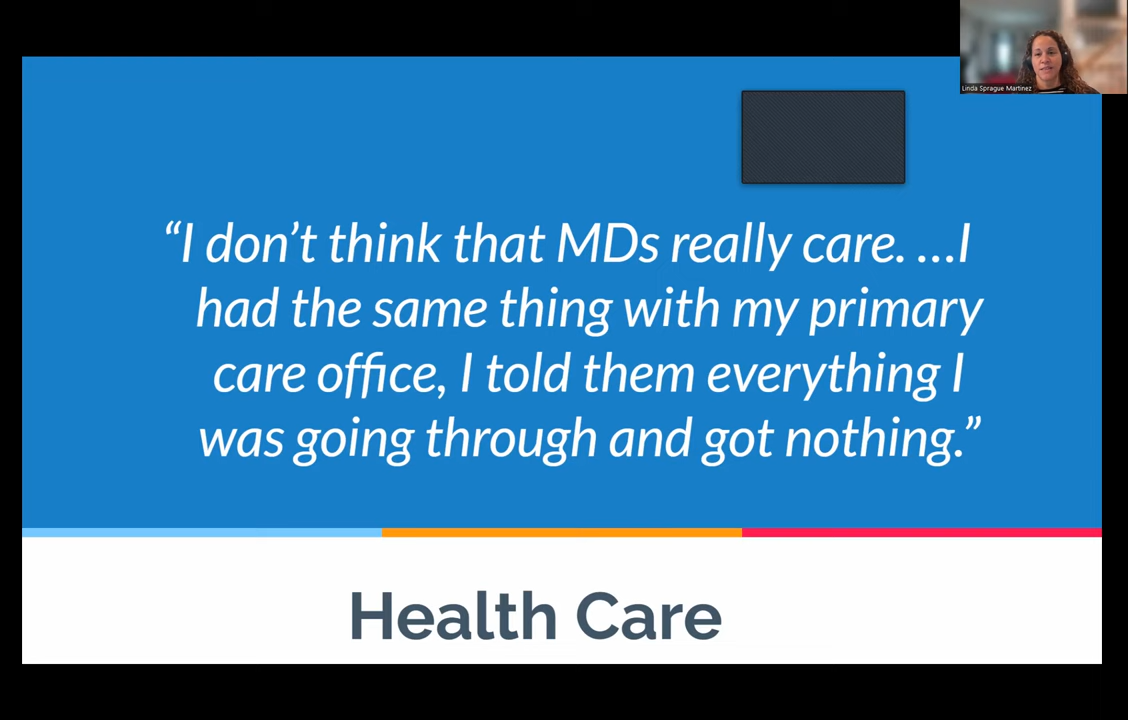 Linda Sprague Martinez
“I don’t think that MDs really care. …I
had the same thing with my primary
care office, I told them everything I
was going through and got nothing.”
Health Care